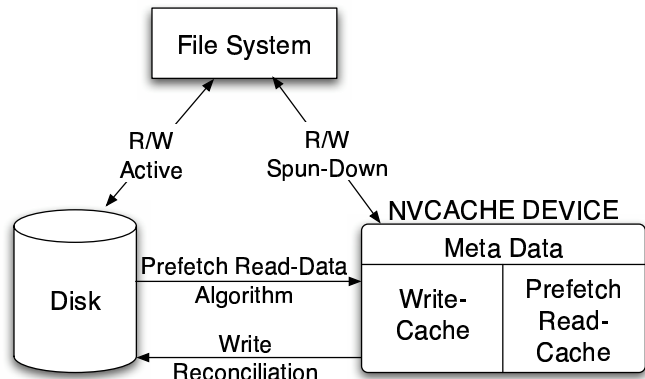 File System
R/W
Active
R/W
Spun-Down
NVCACHE DEVICE
Meta Data
Disk
Prefetch Read-Data
Algorithm
Write-
Cache
Prefetch
Read-
Cache
Write
Reconciliation